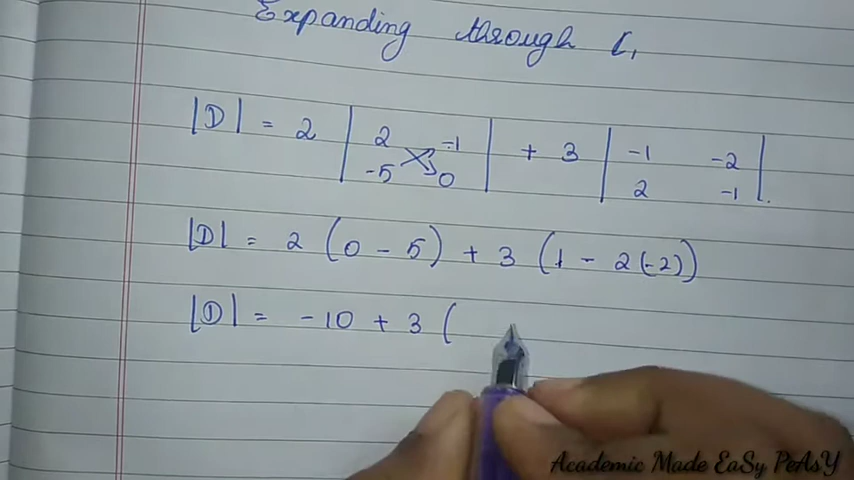 Expanding through C₁
|D| = 2 | 2 -1 | + 3 | -1 -2 |
| -5 0 | | 2 -1 | .
|D| = 2 (0 - 5) + 3 (1 - 2(-2))
|D| = -10 + 3 (
Academic Made EaSy PeAsY